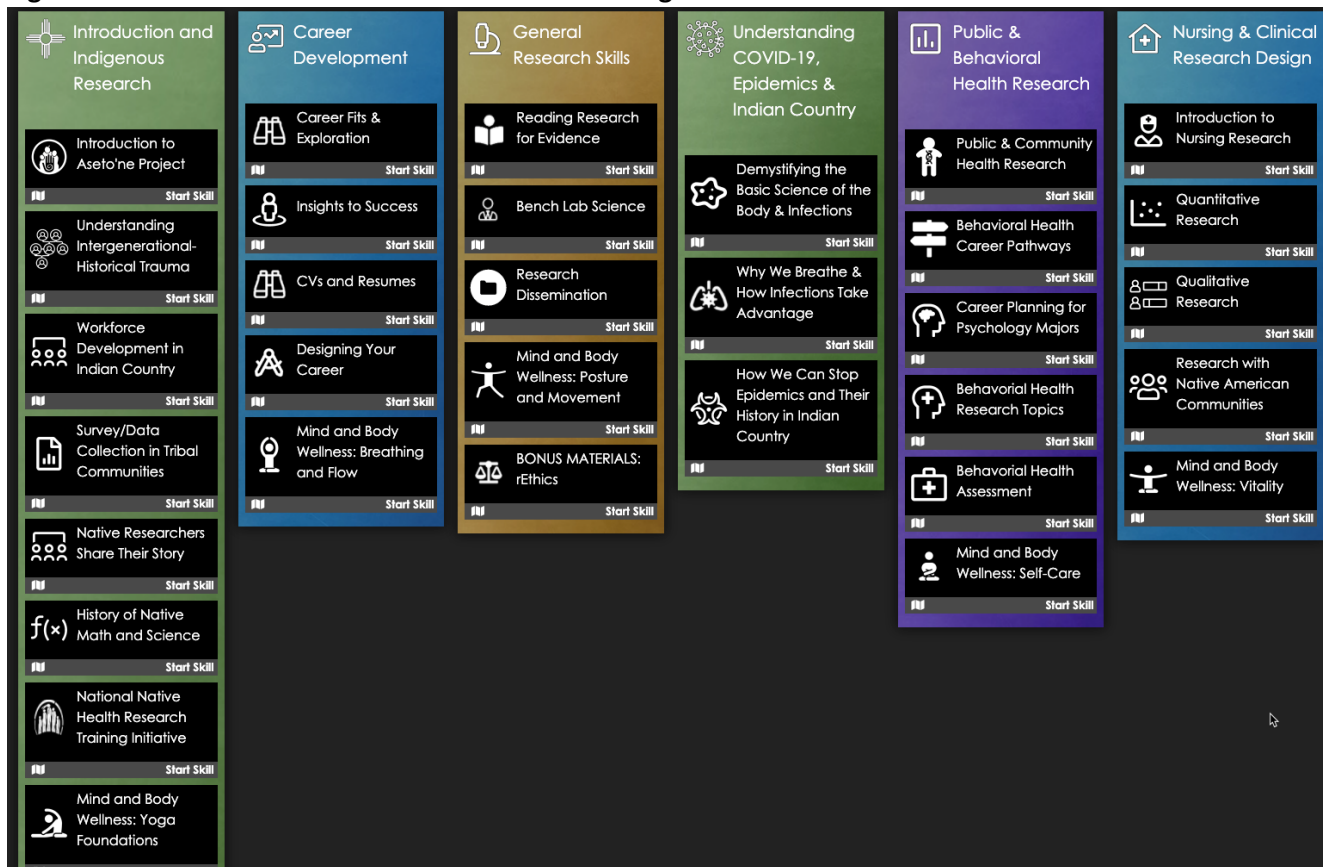 Introduction and
Indigenous
Research
Introduction to
Aseto'ne Project
Start Skill
Understanding
Intergenerational-
Historical Trauma
Start Skill
Workforce
Development in
Indian Country
Start Skill
Survey/Data
Collection in Tribal
Communities
Start Skill
Native Researchers
Share Their Story
Start Skill
f(x)
History of Native
Math and Science
Start Skill
National Native
Health Research
Training Initiative
Start Skill
Mind and Body
Wellness: Yoga
Foundations
Career
Development
Career Fits &
Exploration
Start Skill
Insights to Success
Start Skill
CVs and Resumes
Start Skill
Designing Your
Career
Start Skill
Mind and Body
Wellness: Breathing
and Flow
Start Skill
General
Research Skills
Reading Research
for Evidence
Start Skill
Bench Lab Science
Start Skill
Research
Dissemination
Start Skill
Mind and Body
Wellness: Posture
and Movement
Start Skill
BONUS MATERIALS:
rEthics
Start Skill
Understanding
COVID-19,
Epidemics &
Indian Country
Demystifying the
Basic Science of the
Body & Infections
Start Skill
Why We Breathe &
How Infections Take
Advantage
Start Skill
How We Can Stop
Epidemics and Their
History in Indian
Country
Start Skill
Public &
Behavioral
Health Research
Public & Community
Health Research
Start Skill
Behavioral Health
Career Pathways
Start Skill
Career Planning for
Psychology Majors
Start Skill
Behavorial Health
Research Topics
Start Skill
Behavorial Health
Assessment
Start Skill
Mind and Body
Wellness: Self-Care
Start Skill
Nursing & Clinical
Research Design
Introduction to
Nursing Research
Start Skill
Quantitative
Research
Start Skill
Qualitative
Research
Start Skill
Research with
Native American
Communities
Start Skill
Mind and Body
Wellness: Vitality
Start Skill